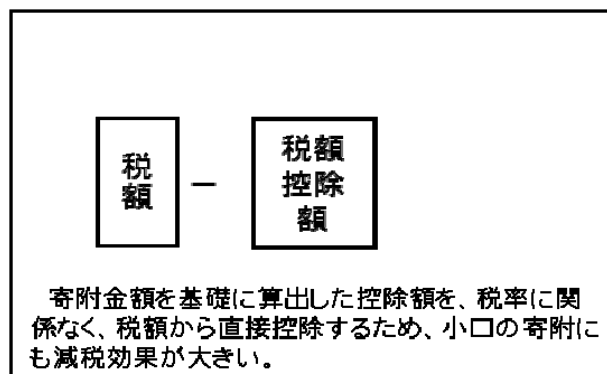 税額
－
税額
控除
額
寄附金額を基礎に算出した控除額を、税率に関
係なく、税額から直接控除するため、小口の寄附に
も減税効果が大きい。